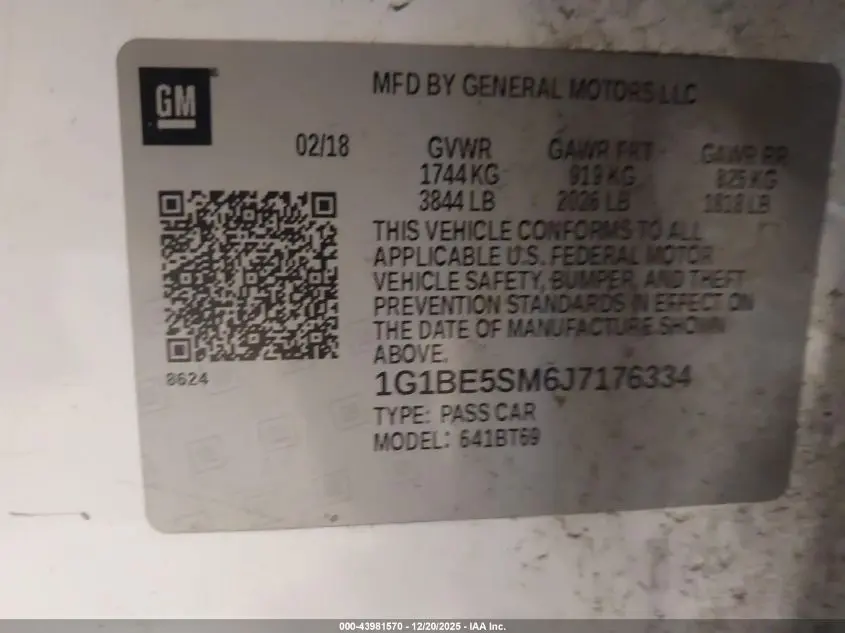 GM
MFD BY GENERAL MOTORS LLC
02/18
GVWR GAWR FRT GAWR RR
1744 KG 919 KG 825 KG
3844 LB 2026 LB 1818 LB
THIS VEHICLE CONFORMS TO ALL
APPLICABLE U.S. FEDERAL MOTOR
VEHICLE SAFETY, BUMPER, AND THEFT
PREVENTION STANDARDS IN EFFECT ON
THE DATE OF MANUFACTURE SHOWN
ABOVE.
8624
1G1BE5SM6J7176334
TYPE: PASS CAR
MODEL: 641BT69
000-43981570 - 12/20/2025 - IAA Inc.